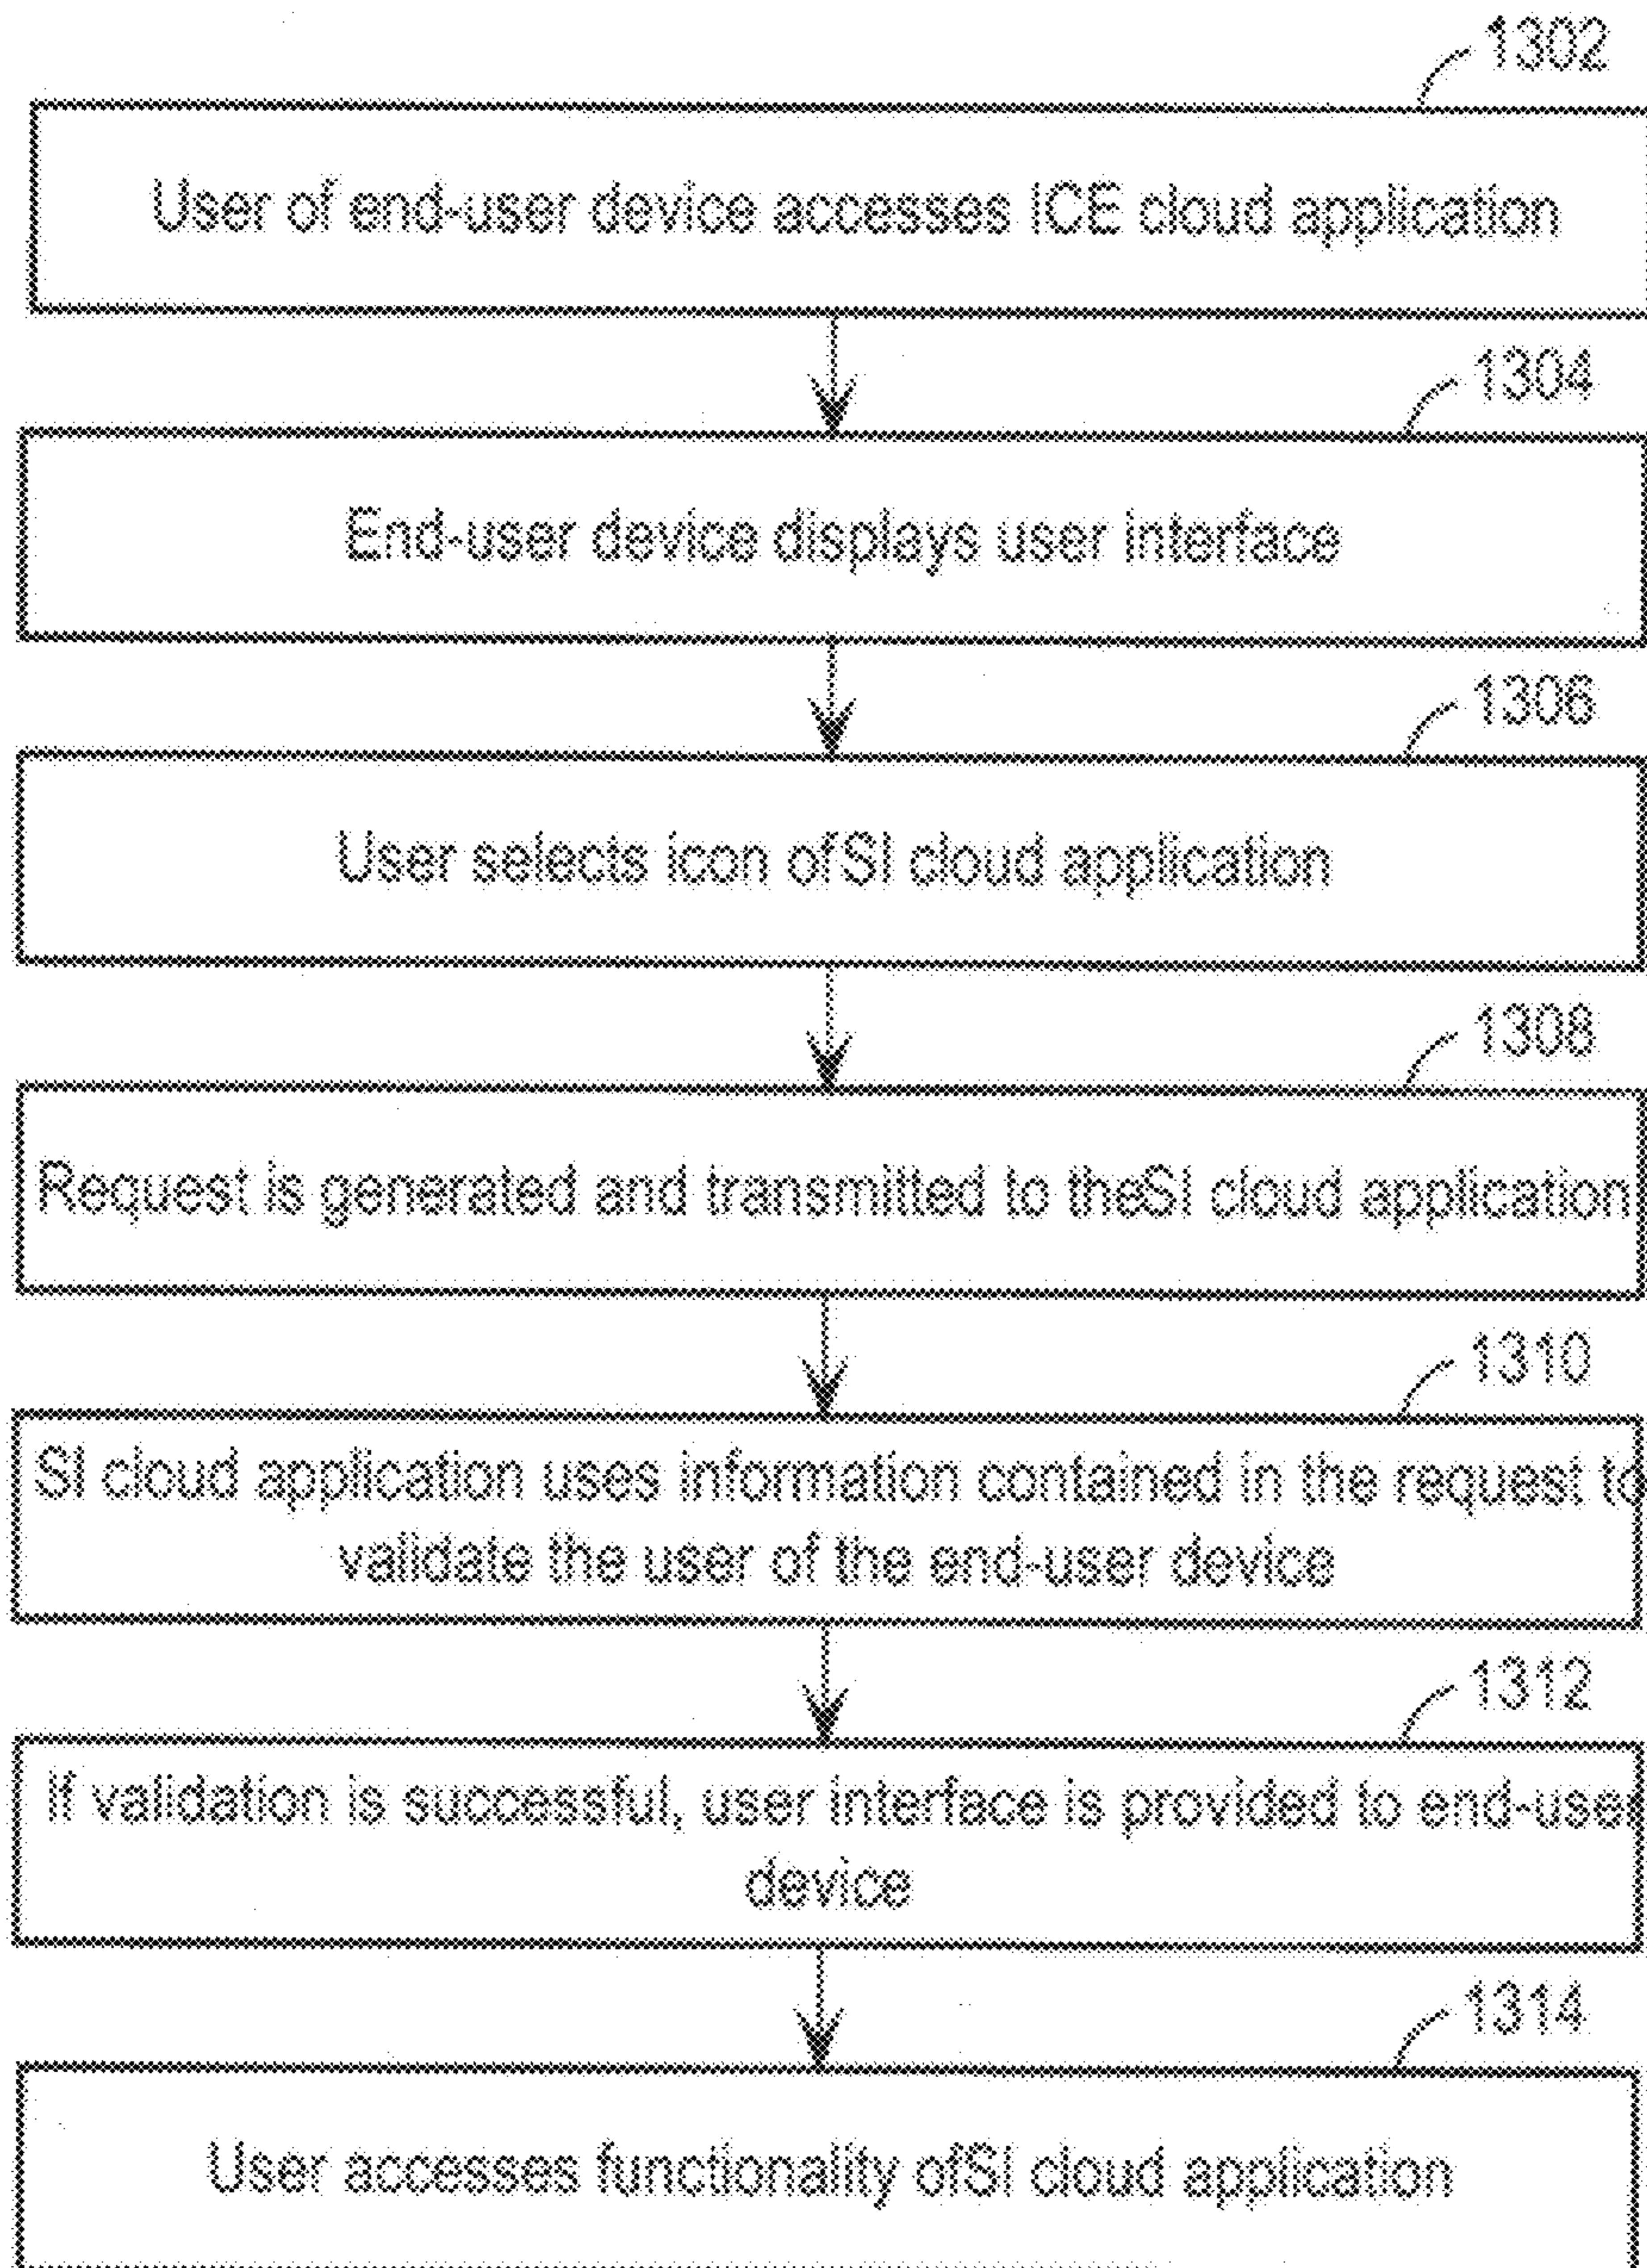 1302
User of end-user device accesses ICE cloud application
1304
End-user device displays user interface
1306
User selects icon ofSI cloud application
1308
Request is generated and transmitted to theSI cloud application
1310
SI cloud application uses information contained in the request to
validate the user of the end-user device
1312
If validation is successful, user interface is provided to end-user
device
1314
User accesses functionality ofSI cloud application